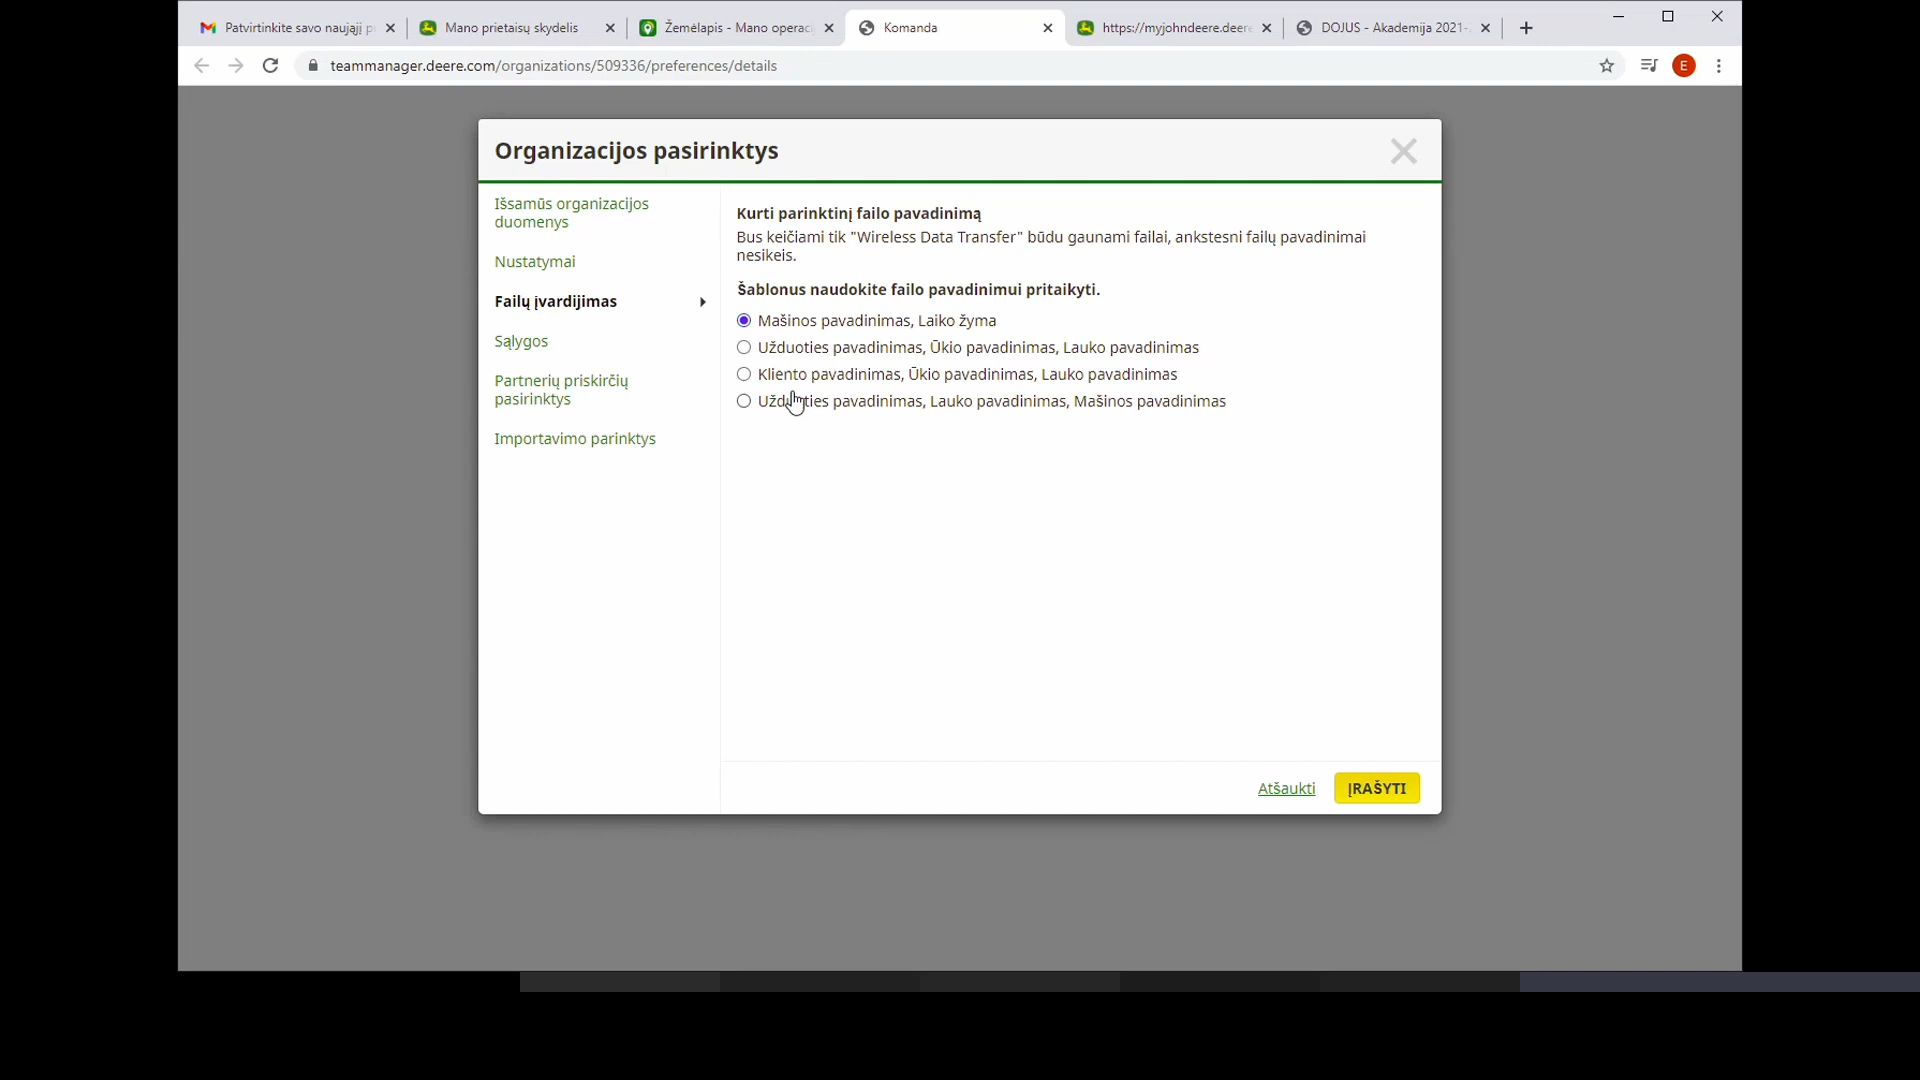 Patvirtinkite savo naująjį p
Mano prietaisų skydelis
Žemėlapis - Mano operaci
Komanda
https://myjohndeere.deere
DOJUS - Akademija 2021-
teammanager.deere.com/organizations/509336/preferences/details
E
Organizacijos pasirinktys
Išsamūs organizacijos
duomenys
Nustatymai
Failų įvardijimas
Sąlygos
Partnerių priskirčių
pasirinktys
Importavimo parinktys
Kurti parinktinį failo pavadinimą
Bus keičiami tik "Wireless Data Transfer" būdu gaunami failai, ankstesni failų pavadinimai
nesikeis.
Šablonus naudokite failo pavadinimui pritaikyti.
Mašinos pavadinimas, Laiko žyma
Užduoties pavadinimas, Ūkio pavadinimas, Lauko pavadinimas
Kliento pavadinimas, Ūkio pavadinimas, Lauko pavadinimas
Užduoties pavadinimas, Lauko pavadinimas, Mašinos pavadinimas
Atšaukti
ĮRAŠYTI